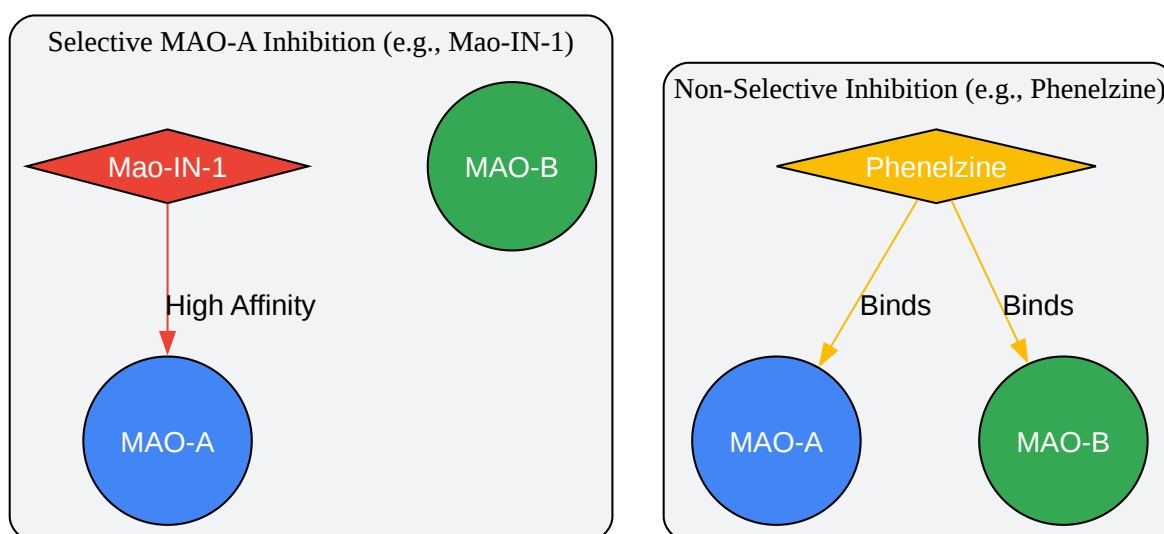 Selective MAO-A Inhibition (e.g., Mao-IN-1)
Mao-IN-1
MAO-B
High Affinity
MAO-A
Non-Selective Inhibition (e.g., Phenelzine)
Phenelzine
Binds
Binds
MAO-A
MAO-B